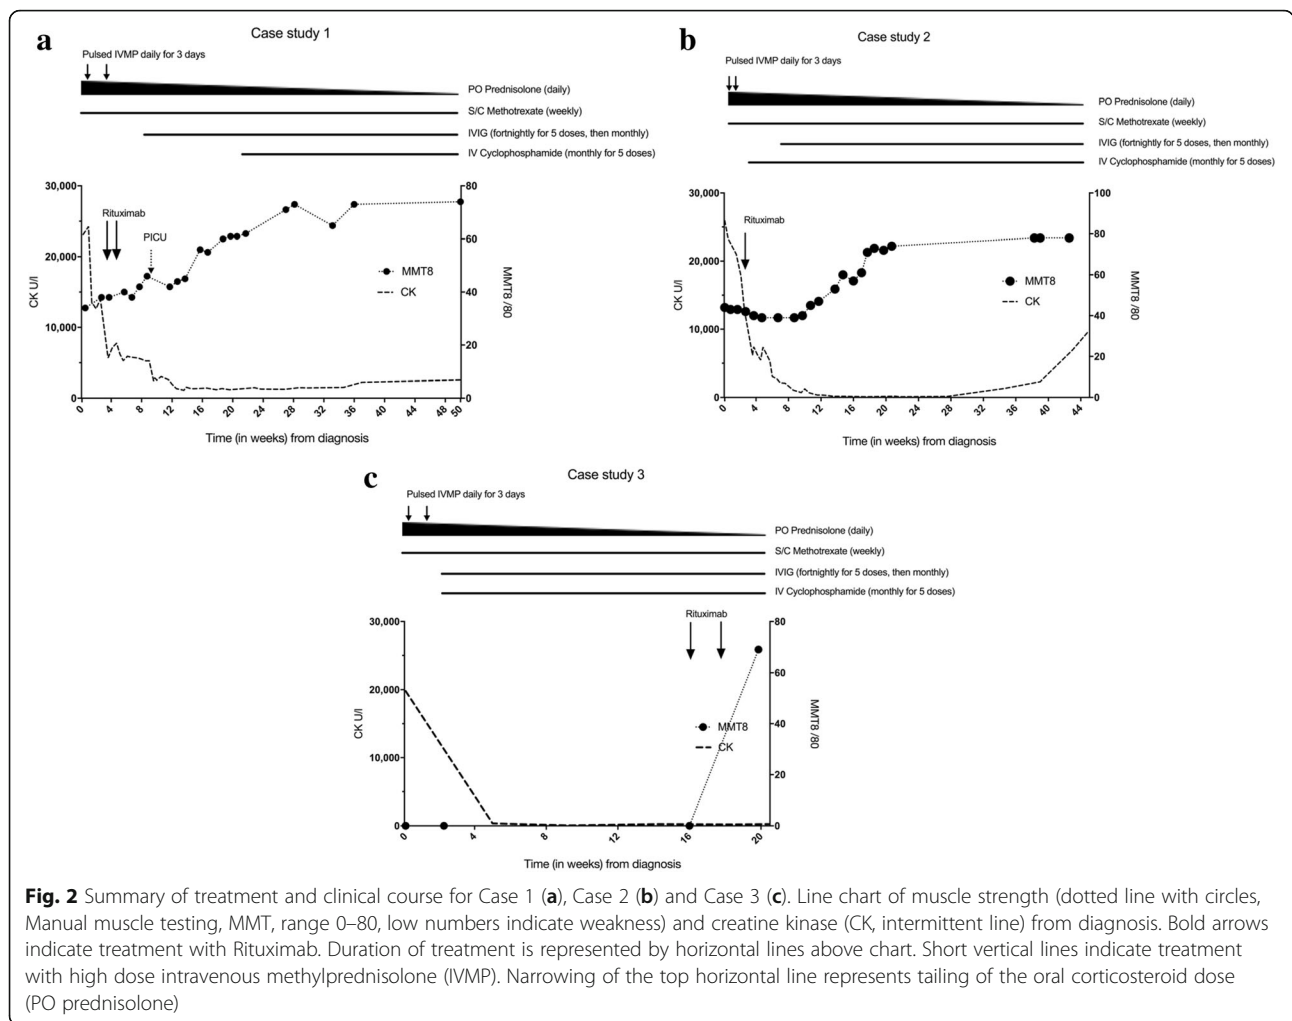 a
Case study 1
Pulsed IVMP daily for 3 days
PO Prednisolone (daily)
S/C Methotrexate (weekly)
IVIG (fortnightly for 5 doses, then monthly)
IV Cyclophosphamide (monthly for 5 doses)
30,000
20,000
10,000
0
CK U/l
Rituximab
PICU
MMT8
CK
80
60
40
20
0
MMT8 /80
0 4 8 12 16 20 24 28 32 36 40 44 48 50
Time (in weeks) from diagnosis
b
Case study 2
Pulsed IVMP daily for 3 days
PO Prednisolone (daily)
S/C Methotrexate (weekly)
IVIG (fortnightly for 5 doses, then monthly)
IV Cyclophosphamide (monthly for 5 doses)
30,000
20,000
10,000
0
CK U/l
Rituximab
MMT8
CK
100
80
60
40
20
0
MMT8 /80
0 4 8 12 16 20 24 28 32 36 40 44
Time (in weeks) from diagnosis
c
Case study 3
Pulsed IVMP daily for 3 days
PO Prednisolone (daily)
S/C Methotrexate (weekly)
IVIG (fortnightly for 5 doses, then monthly)
IV Cyclophosphamide (monthly for 5 doses)
Rituximab
30,000
20,000
10,000
0
CK U/l
MMT8
CK
80
60
40
20
0
MMT8 /80
0 4 8 12 16 20
Time (in weeks) from diagnosis
Fig. 2 Summary of treatment and clinical course for Case 1 (a), Case 2 (b) and Case 3 (c). Line chart of muscle strength (dotted line with circles,
Manual muscle testing, MMT, range 0–80, low numbers indicate weakness) and creatine kinase (CK, intermittent line) from diagnosis. Bold arrows
indicate treatment with Rituximab. Duration of treatment is represented by horizontal lines above chart. Short vertical lines indicate treatment
with high dose intravenous methylprednisolone (IVMP). Narrowing of the top horizontal line represents tailing of the oral corticosteroid dose
(PO prednisolone)